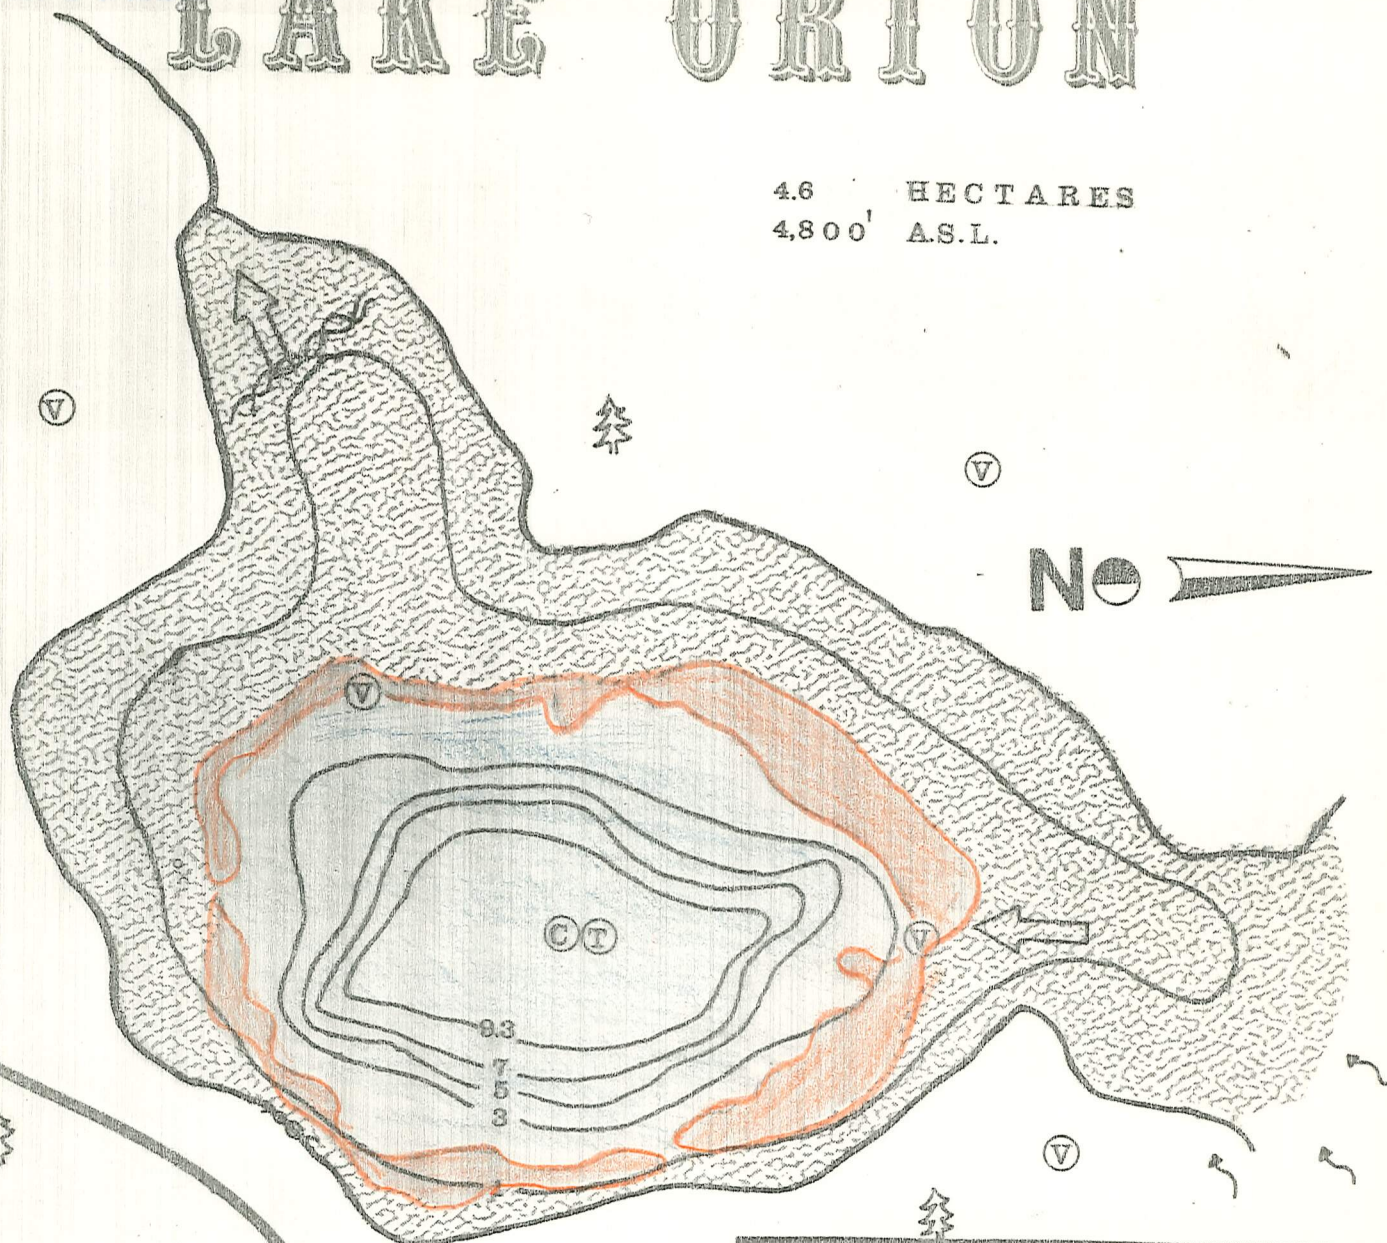 LAKE ORION
4.6 HECTARES
4,800' A.S.L.
V
V
N
V
C T
V
9.3
7
5
3
V